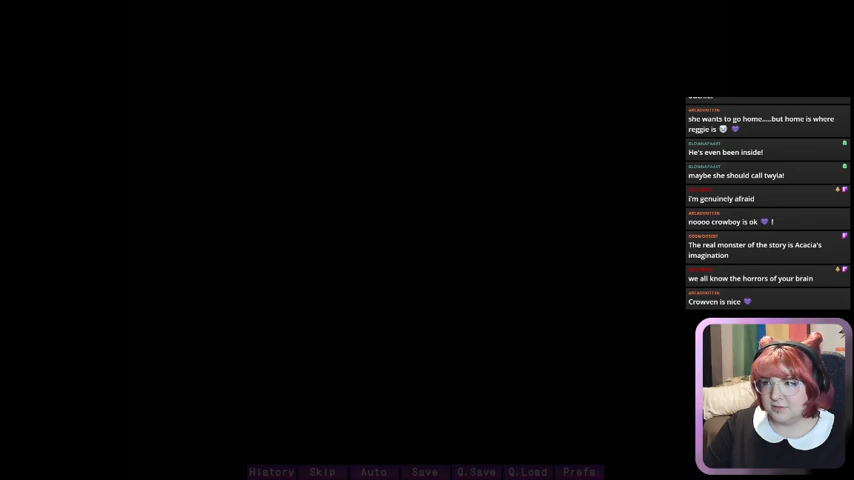 she wants to go home.....but home is where
reggie is 💀 💜
He's even been inside!
maybe she should call twyla!
i'm genuinely afraid
noooo crowboy is ok 💜 !
The real monster of the story is Acacia's
imagination
we all know the horrors of your brain
Crowven is nice 💜
History Skip Auto Save Q.Save Q.Load Prefs